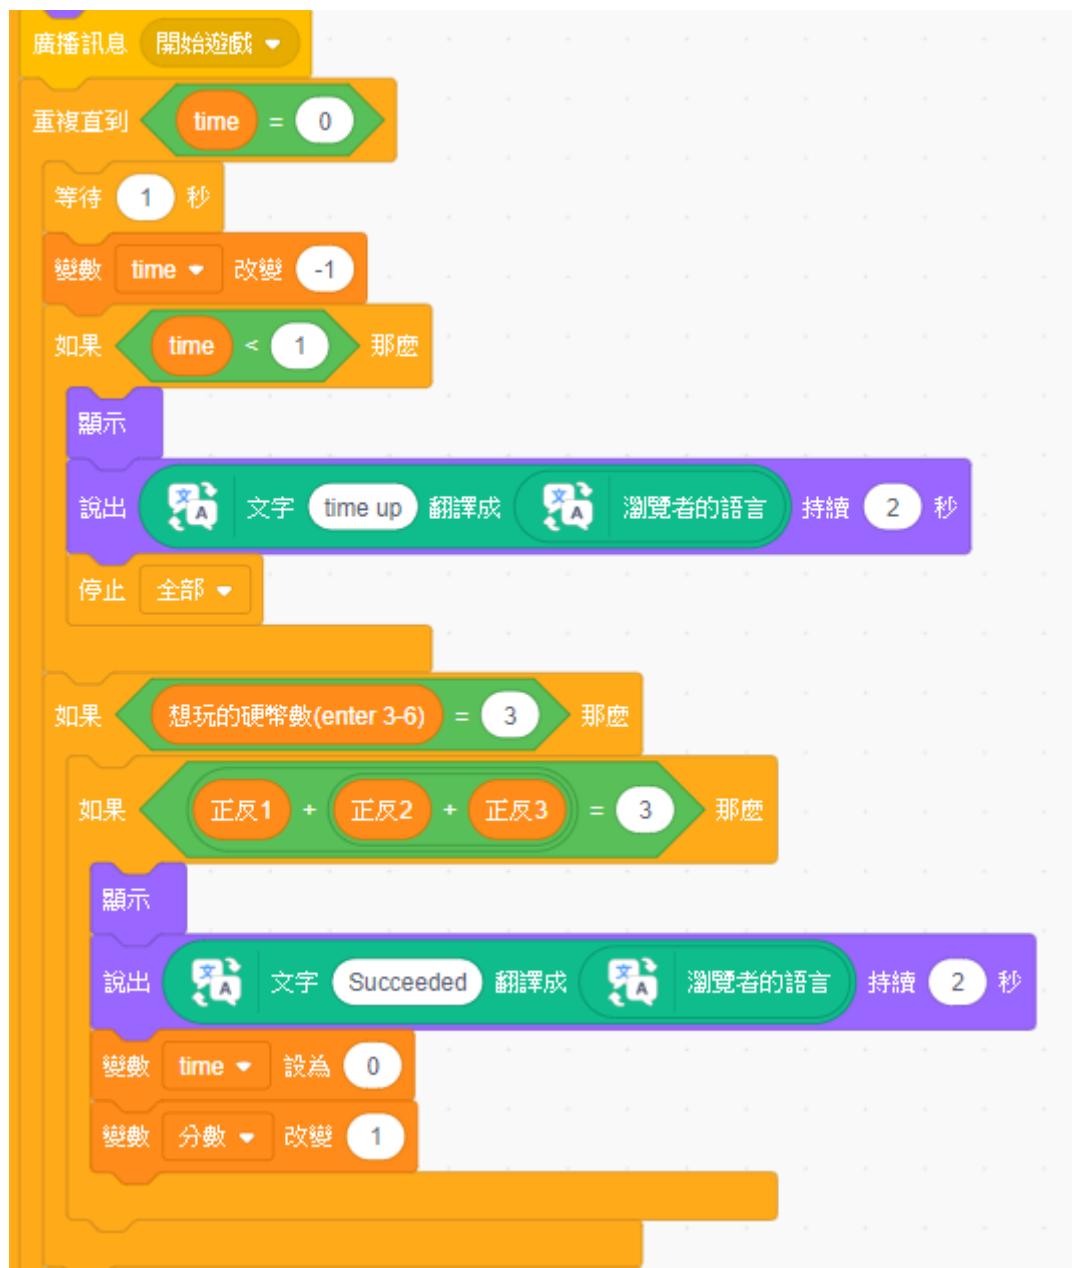 廣播訊息 開始遊戲
重複直到 time = 0
等待 1 秒
變數 time 改變 -1
如果 time < 1 那麼
顯示
說出 文字 time up 翻譯成 瀏覽者的語言 持續 2 秒
停止 全部
如果 想玩的硬幣數(enter 3-6) = 3 那麼
如果 正反1 + 正反2 + 正反3 = 3 那麼
顯示
說出 文字 Succeeded 翻譯成 瀏覽者的語言 持續 2 秒
變數 time 設為 0
變數 分數 改變 1